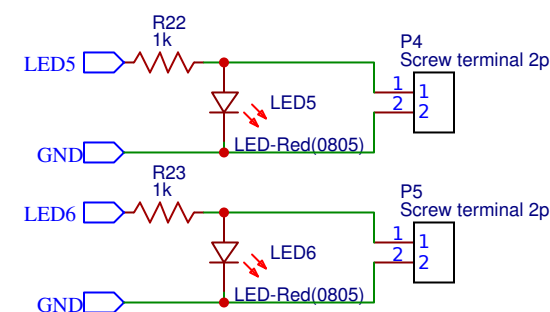 R22
1k
LED5
P4
Screw terminal 2p
1 1
2 2
LED5
LED-Red(0805)
GND
R23
1k
LED6
P5
Screw terminal 2p
1 1
2 2
LED6
LED-Red(0805)
GND